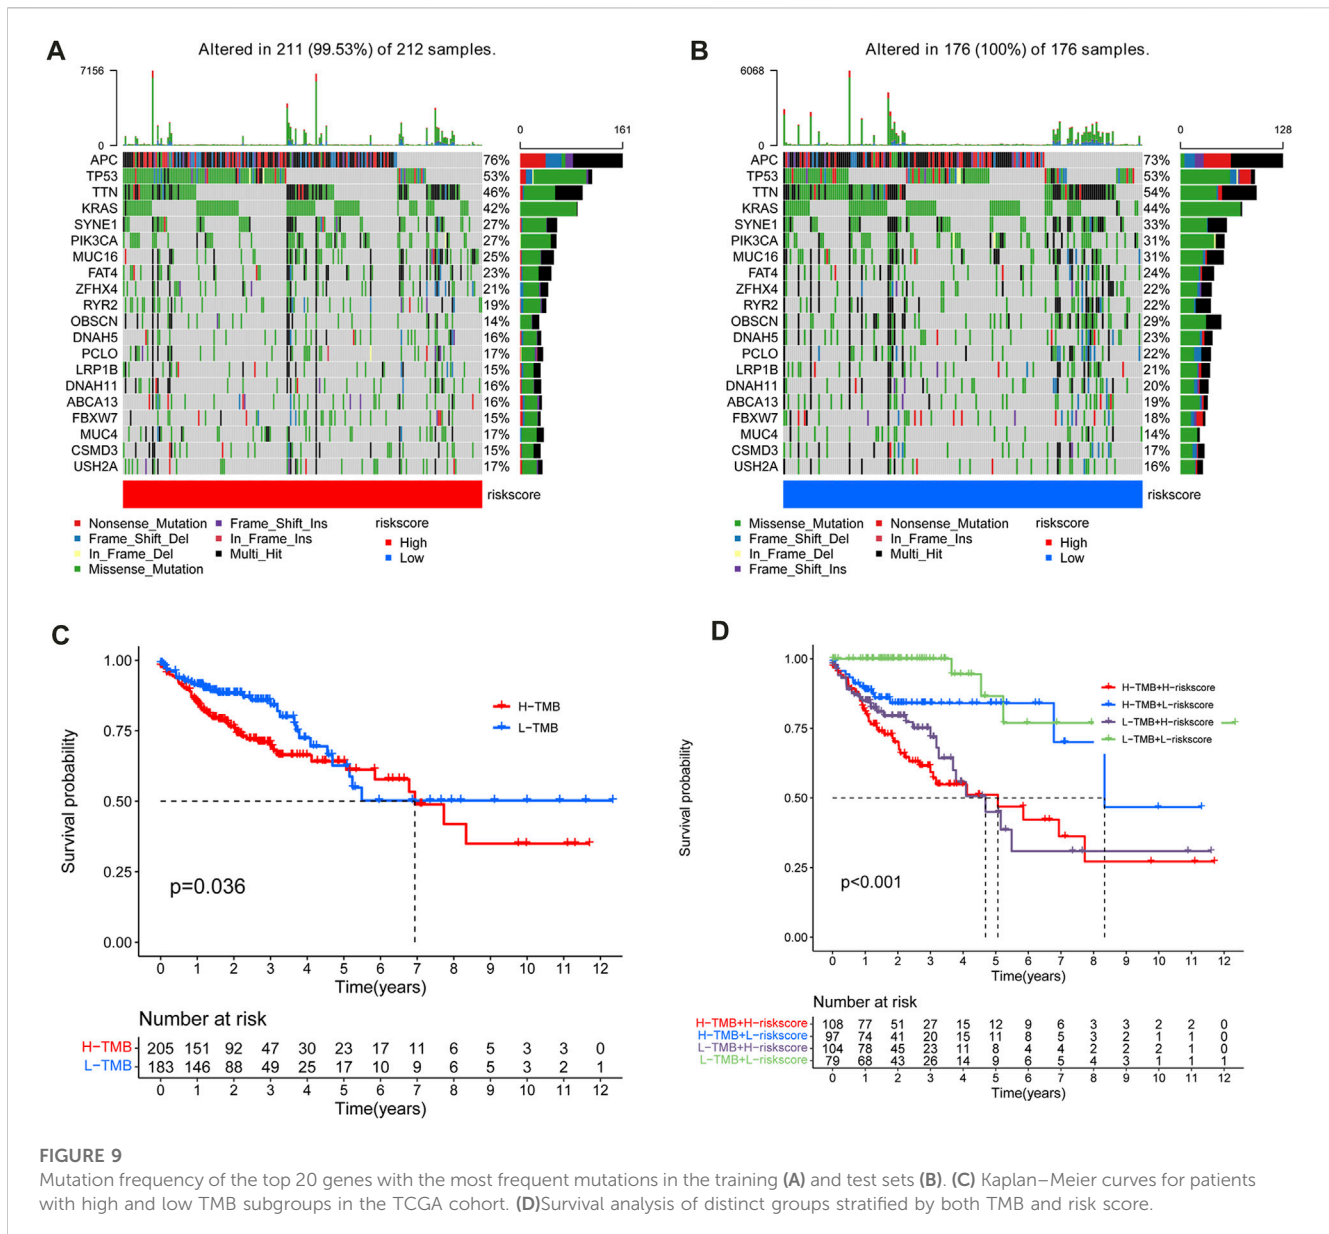 A
Altered in 211 (99.53%) of 212 samples.
7156
0
0 161
APC 76%
TP53 53%
TTN 46%
KRAS 42%
SYNE1 27%
PIK3CA 27%
MUC16 25%
FAT4 23%
ZFHX4 21%
RYR2 19%
OBSCN 14%
DNAH5 16%
PCLO 17%
LRP1B 15%
DNAH11 16%
ABCA13 16%
FBXW7 15%
MUC4 17%
CSMD3 15%
USH2A 17%
riskscore
Nonsense_Mutation Frame_Shift_Ins riskscore
Frame_Shift_Del In_Frame_Ins High
In_Frame_Del Multi_Hit Low
Missense_Mutation
B
Altered in 176 (100%) of 176 samples.
6068
0
0 128
APC 73%
TP53 53%
TTN 54%
KRAS 44%
SYNE1 33%
PIK3CA 31%
MUC16 31%
FAT4 24%
ZFHX4 22%
RYR2 22%
OBSCN 29%
DNAH5 23%
PCLO 22%
LRP1B 21%
DNAH11 20%
ABCA13 19%
FBXW7 18%
MUC4 14%
CSMD3 17%
USH2A 16%
riskscore
Missense_Mutation Nonsense_Mutation riskscore
Frame_Shift_Del In_Frame_Ins High
In_Frame_Del Multi_Hit Low
Frame_Shift_Ins
C
Survival probability
1.00
0.75
0.50
0.25
0.00
H-TMB
L-TMB
p=0.036
0 1 2 3 4 5 6 7 8 9 10 11 12
Time(years)
Number at risk
H-TMB 205 151 92 47 30 23 17 11 6 5 3 3 0
L-TMB 183 146 88 49 25 17 10 9 6 5 3 2 1
0 1 2 3 4 5 6 7 8 9 10 11 12
Time(years)
D
Survival probability
1.00
0.75
0.50
0.25
0.00
H-TMB+H-riskscore
H-TMB+L-riskscore
L-TMB+H-riskscore
L-TMB+L-riskscore
p<0.001
0 1 2 3 4 5 6 7 8 9 10 11 12
Time(years)
Number at risk
H-TMB+H-riskscore 108 77 51 27 15 12 9 6 3 3 2 2 0
H-TMB+L-riskscore 97 74 41 20 15 11 8 5 3 2 1 1 0
L-TMB+H-riskscore 104 78 45 23 11 8 4 4 2 2 2 1 0
L-TMB+L-riskscore 79 68 43 26 14 9 6 5 4 3 1 1 1
0 1 2 3 4 5 6 7 8 9 10 11 12
Time(years)
FIGURE 9
Mutation frequency of the top 20 genes with the most frequent mutations in the training (A) and test sets (B). (C) Kaplan–Meier curves for patients
with high and low TMB subgroups in the TCGA cohort. (D)Survival analysis of distinct groups stratified by both TMB and risk score.